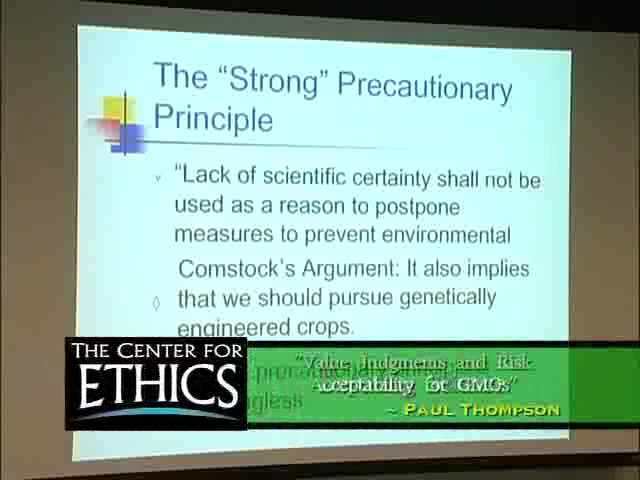 The “Strong” Precautionary
Principle
“Lack of scientific certainty shall not be
used as a reason to postpone
measures to prevent environmental
Comstock's Argument: It also implies
that we should pursue genetically
engineered crops.
THE CENTER FOR
ETHICS
“Value Judgments and Risk
Acceptability for GMOs”
~ PAUL THOMPSON